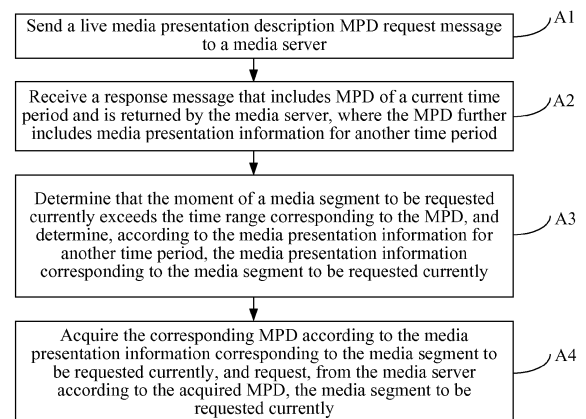 Send a live media presentation description MPD request message
to a media server
A1
Receive a response message that includes MPD of a current time
period and is returned by the media server, where the MPD further
includes media presentation information for another time period
A2
Determine that the moment of a media segment to be requested
currently exceeds the time range corresponding to the MPD, and
determine, according to the media presentation information for
another time period, the media presentation information
corresponding to the media segment to be requested currently
A3
Acquire the corresponding MPD according to the media
presentation information corresponding to the media segment to
be requested currently, and request, from the media server
according to the acquired MPD, the media segment to be
requested currently
A4